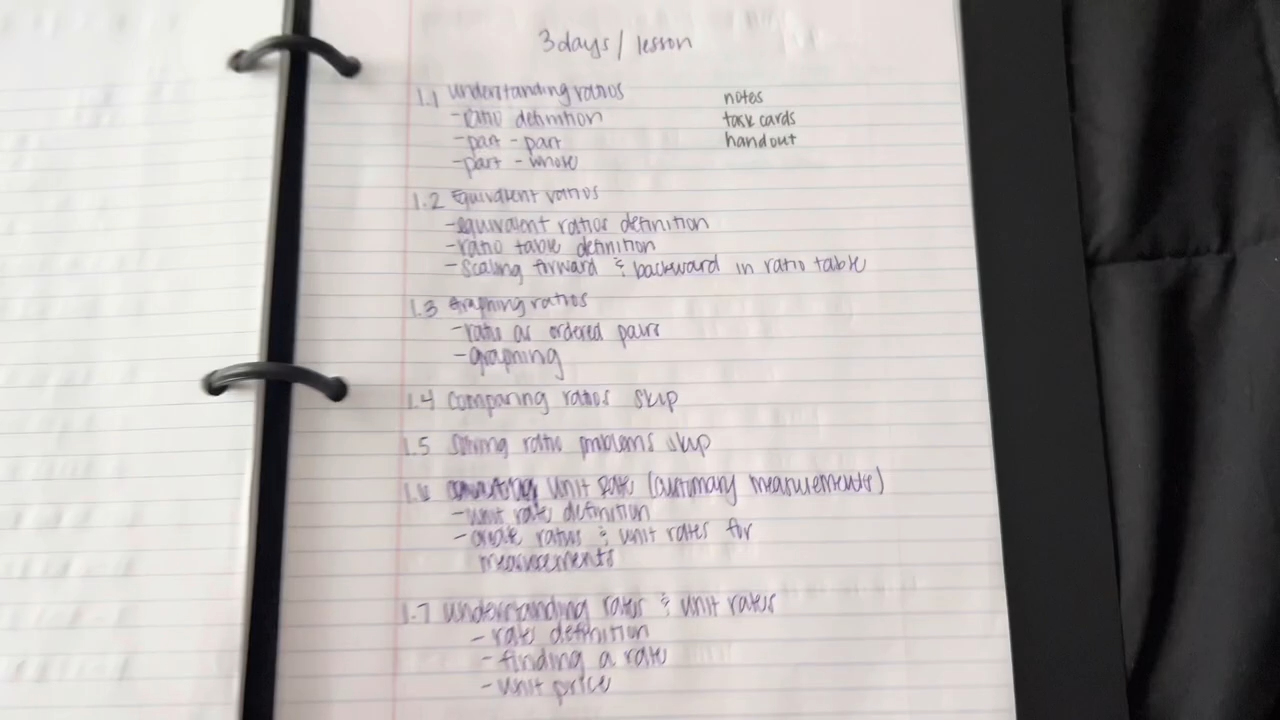 3 days / lesson
1.1 understanding ratios
notes
- ratio definition
task cards
- part - part
handout
- part - whole
1.2 Equivalent ratios
- equivalent ratios definition
- ratio table definition
- scaling forward & backward in ratio table
1.3 Graphing ratios
- ratio as ordered pairs
- graphing
1.4 comparing ratios skip
1.5 solving ratio problems skip
1.6 unit rate (customary measurements)
- unit rate definition
- create ratios & unit rates for
measurements
1.7 understanding rates & unit rates
- rate definition
- finding a rate
- unit price